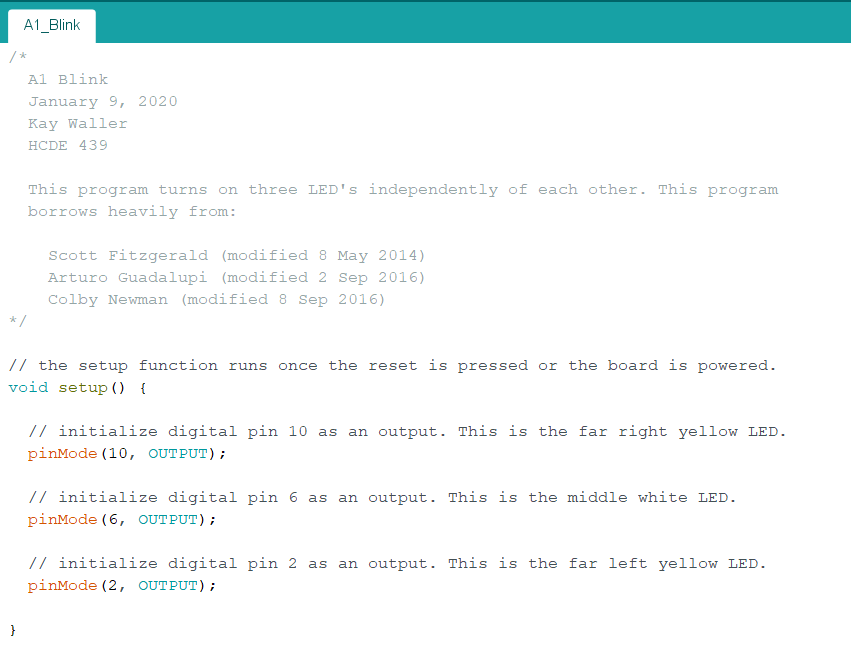 A1_Blink
/*
A1 Blink
January 9, 2020
Kay Waller
HCDE 439
This program turns on three LED's independently of each other. This program
borrows heavily from:
Scott Fitzgerald (modified 8 May 2014)
Arturo Guadalupi (modified 2 Sep 2016)
Colby Newman (modified 8 Sep 2016)
*/
// the setup function runs once the reset is pressed or the board is powered.
void setup() {
// initialize digital pin 10 as an output. This is the far right yellow LED.
pinMode(10, OUTPUT);
// initialize digital pin 6 as an output. This is the middle white LED.
pinMode(6, OUTPUT);
// initialize digital pin 2 as an output. This is the far left yellow LED.
pinMode(2, OUTPUT);
}